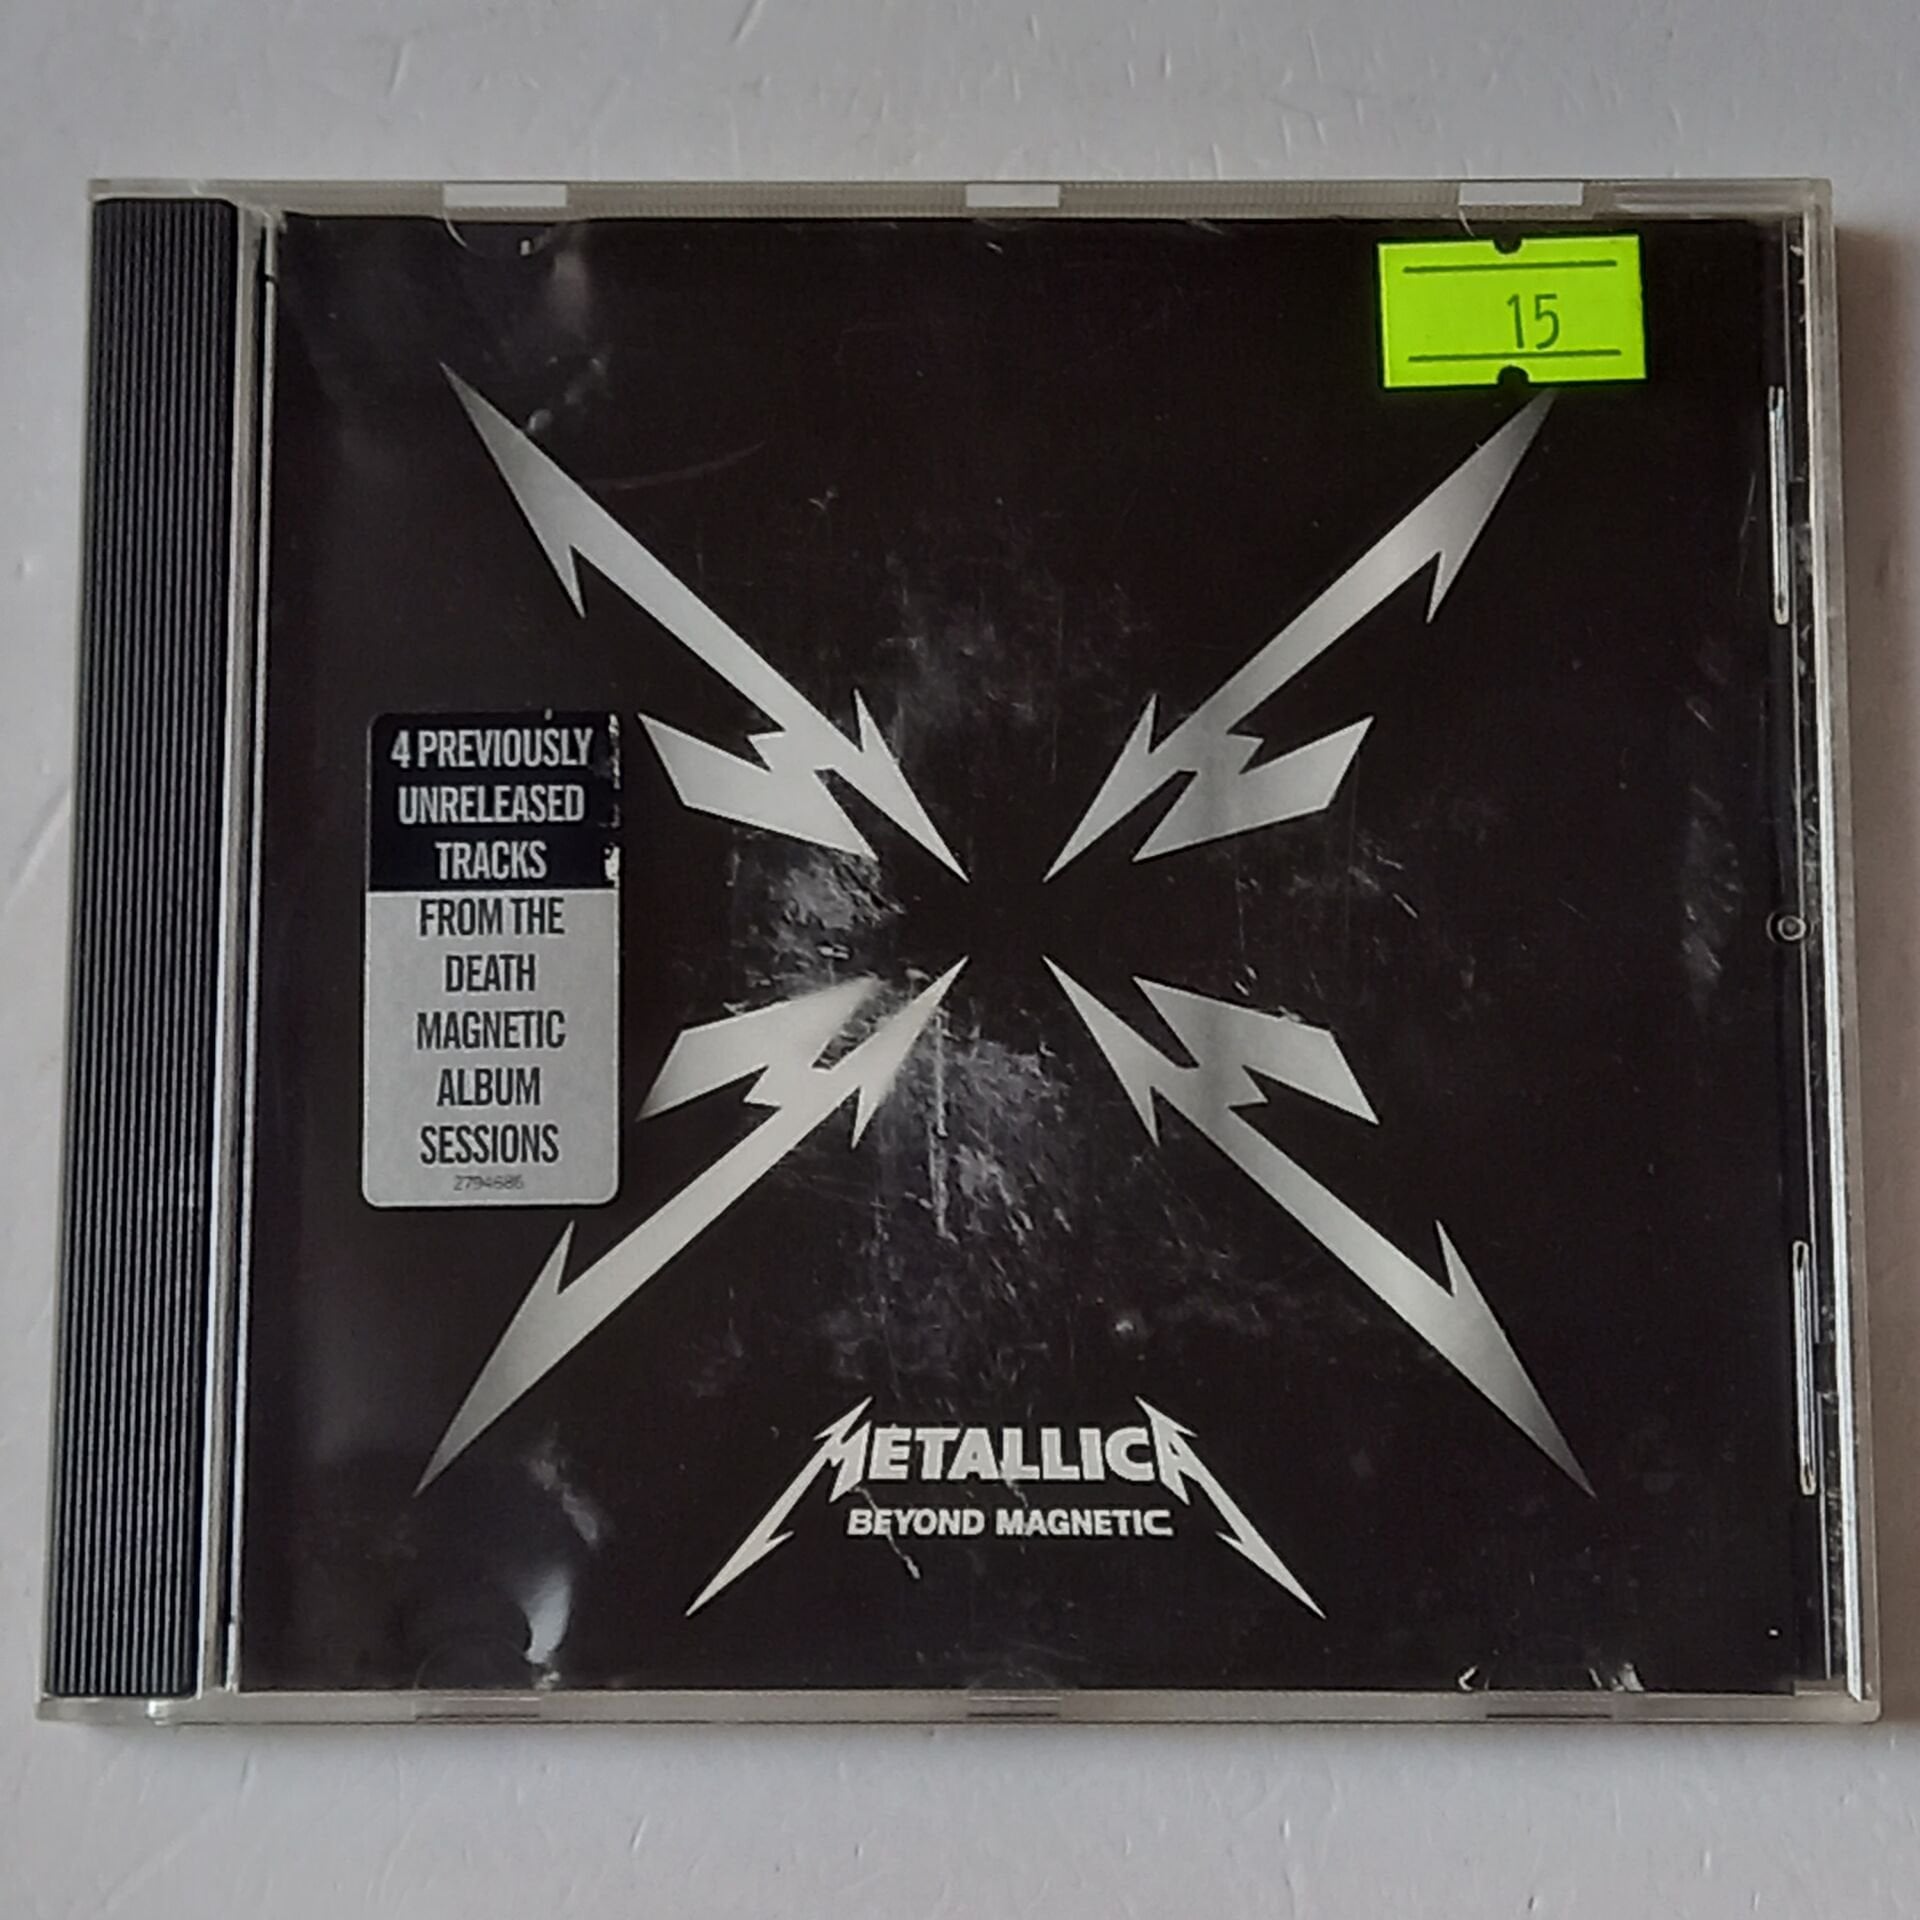 15
4 PREVIOUSLY
UNRELEASED
TRACKS
FROM THE
DEATH
MAGNETIC
ALBUM
SESSIONS
2794686
METALLICA
BEYOND MAGNETIC